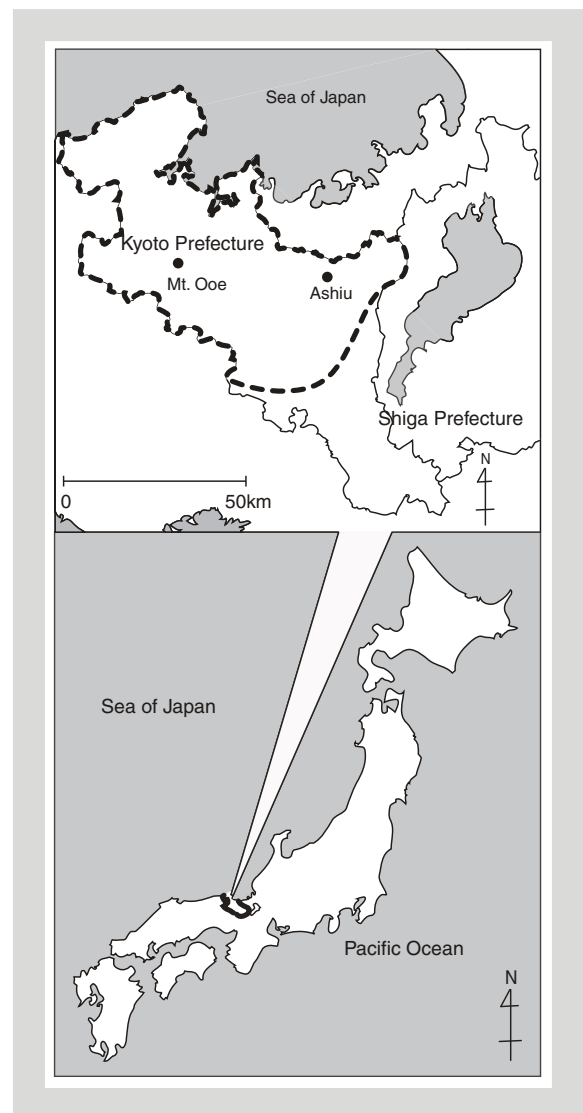 Sea of Japan
Kyoto Prefecture
Mt. Ooe
Ashiu
Shiga Prefecture
N
0
50km
Sea of Japan
Pacific Ocean
N